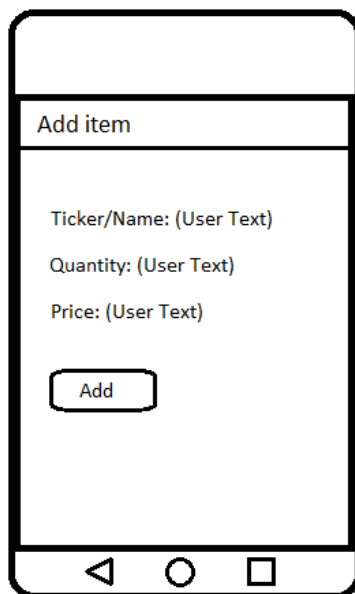 Add item
Ticker/Name: (User Text)
Quantity: (User Text)
Price: (User Text)
Add